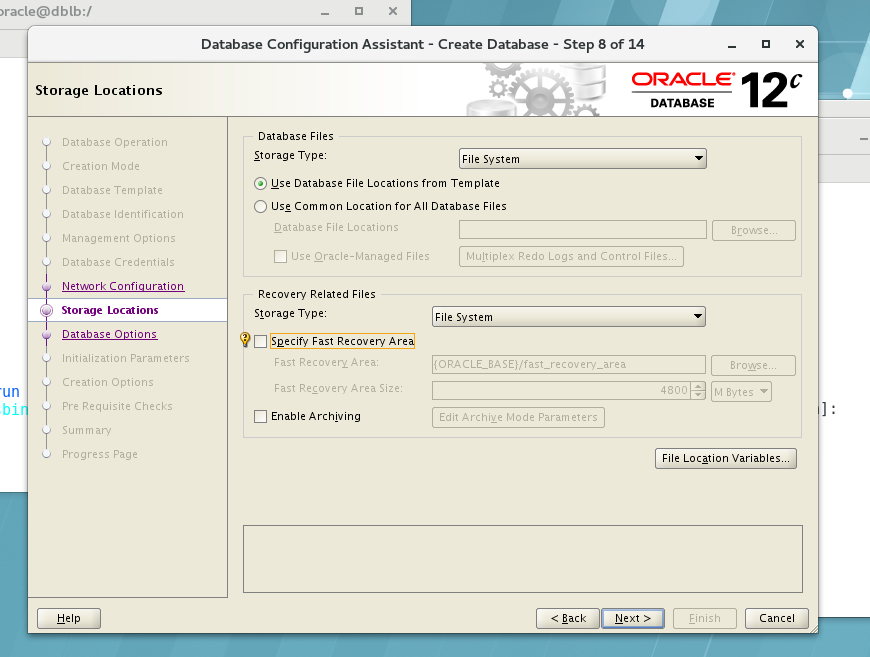 oracle@dblb:/
Database Configuration Assistant - Create Database - Step 8 of 14
Storage Locations
ORACLE®
DATABASE
12c
Database Operation
Creation Mode
Database Template
Database Identification
Management Options
Database Credentials
Network Configuration
Storage Locations
Database Options
Initialization Parameters
Creation Options
Pre Requisite Checks
Summary
Progress Page
Database Files
Storage Type: File System
Use Database File Locations from Template
Use Common Location for All Database Files
Database File Locations Browse...
Use Oracle-Managed Files Multiplex Redo Logs and Control Files...
Recovery Related Files
Storage Type: File System
Specify Fast Recovery Area
Fast Recovery Area: {ORACLE_BASE}/fast_recovery_area Browse...
Fast Recovery Area Size: 4800 M Bytes
Enable Archiving Edit Archive Mode Parameters
File Location Variables...
run
sbin
]:
Help < Back Next > Finish Cancel